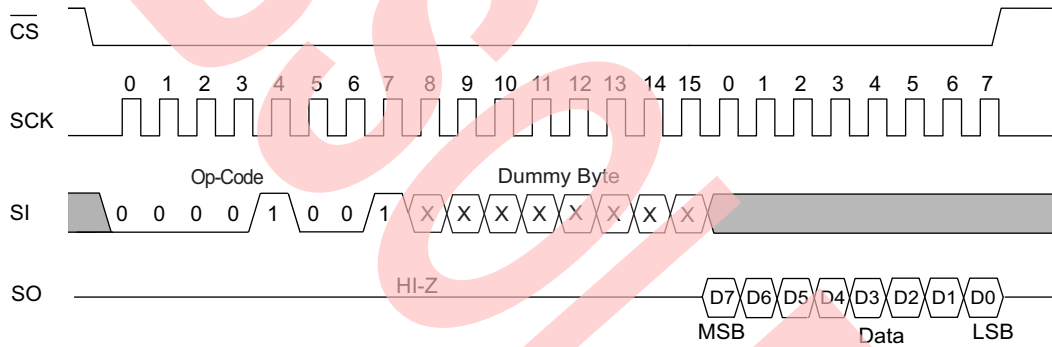 CS
0 1 2 3 4 5 6 7 8 9 10 11 12 13 14 15 0 1 2 3 4 5 6 7
SCK
Op-Code Dummy Byte
SI 0 0 0 0 1 0 0 1 X X X X X X X X
HI-Z
SO D7 D6 D5 D4 D3 D2 D1 D0
MSB Data LSB